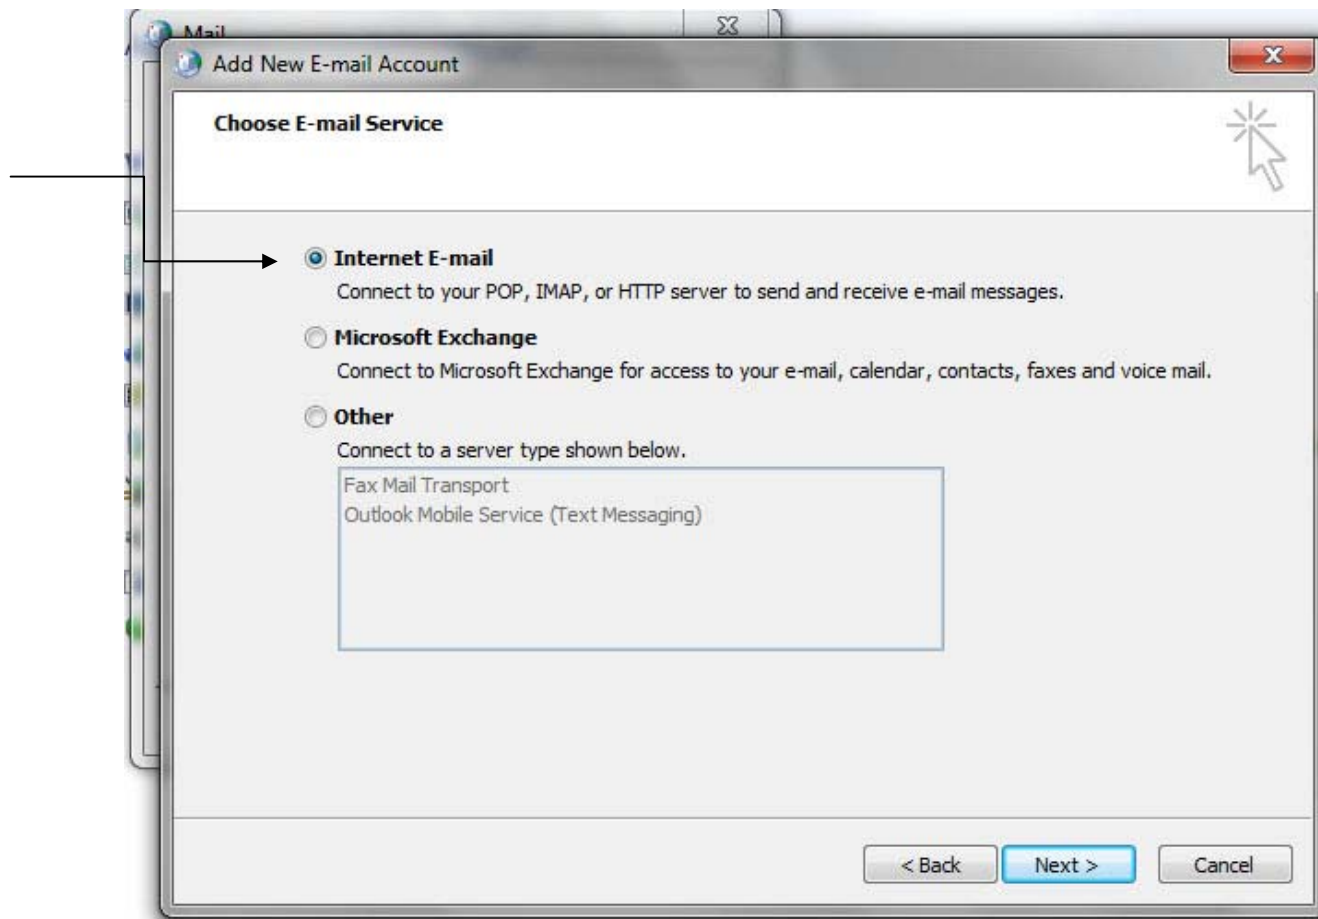 Mail
Add New E-mail Account
Choose E-mail Service
Internet E-mail
Connect to your POP, IMAP, or HTTP server to send and receive e-mail messages.
Microsoft Exchange
Connect to Microsoft Exchange for access to your e-mail, calendar, contacts, faxes and voice mail.
Other
Connect to a server type shown below.
Fax Mail Transport
Outlook Mobile Service (Text Messaging)
< Back Next > Cancel